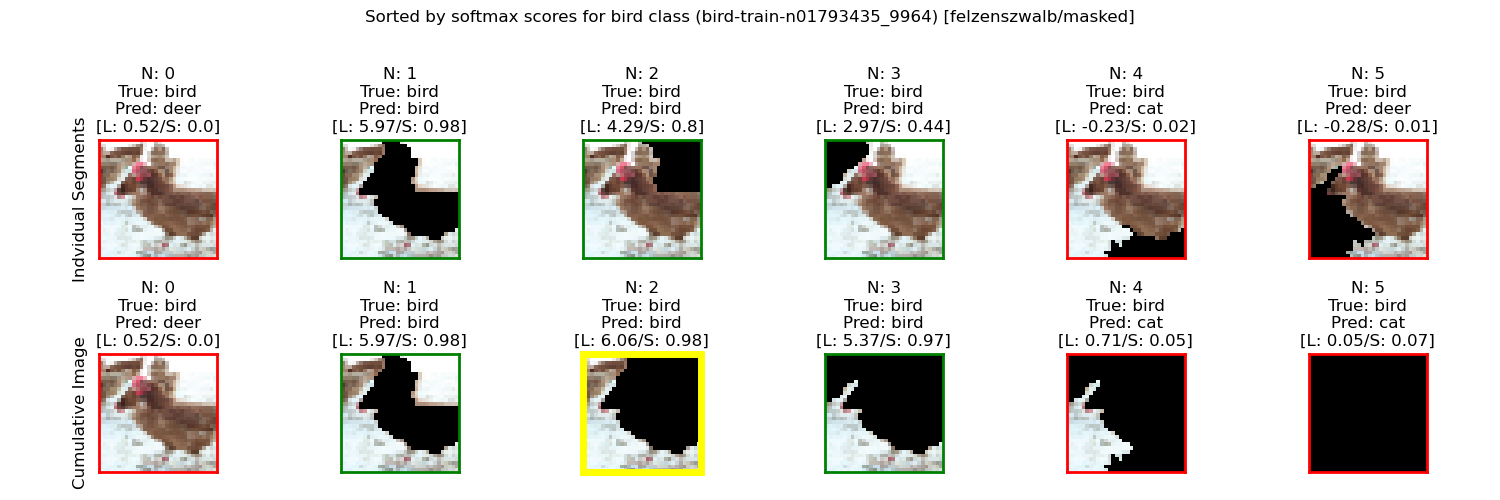 Sorted by softmax scores for bird class (bird-train-n01793435_9964) [felzenszwalb/masked]
Indvidual Segments
N: 0
True: bird
Pred: deer
[L: 0.52/S: 0.0]
N: 1
True: bird
Pred: bird
[L: 5.97/S: 0.98]
N: 2
True: bird
Pred: bird
[L: 4.29/S: 0.8]
N: 3
True: bird
Pred: bird
[L: 2.97/S: 0.44]
N: 4
True: bird
Pred: cat
[L: -0.23/S: 0.02]
N: 5
True: bird
Pred: deer
[L: -0.28/S: 0.01]
Cumulative Image
N: 0
True: bird
Pred: deer
[L: 0.52/S: 0.0]
N: 1
True: bird
Pred: bird
[L: 5.97/S: 0.98]
N: 2
True: bird
Pred: bird
[L: 6.06/S: 0.98]
N: 3
True: bird
Pred: bird
[L: 5.37/S: 0.97]
N: 4
True: bird
Pred: cat
[L: 0.71/S: 0.05]
N: 5
True: bird
Pred: cat
[L: 0.05/S: 0.07]